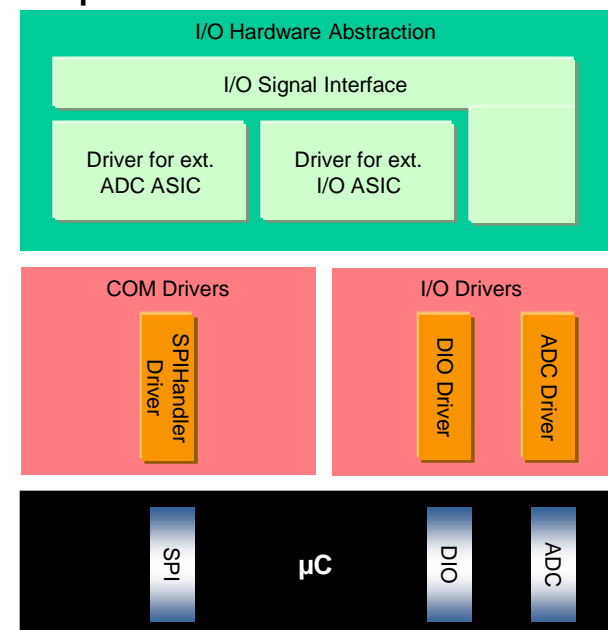 I/O Hardware Abstraction
I/O Signal Interface
Driver for ext.
ADC ASIC
Driver for ext.
I/O ASIC
COM Drivers
SPIHandler
Driver
I/O Drivers
DIO Driver
ADC Driver
SPI
µC
DIO
ADC